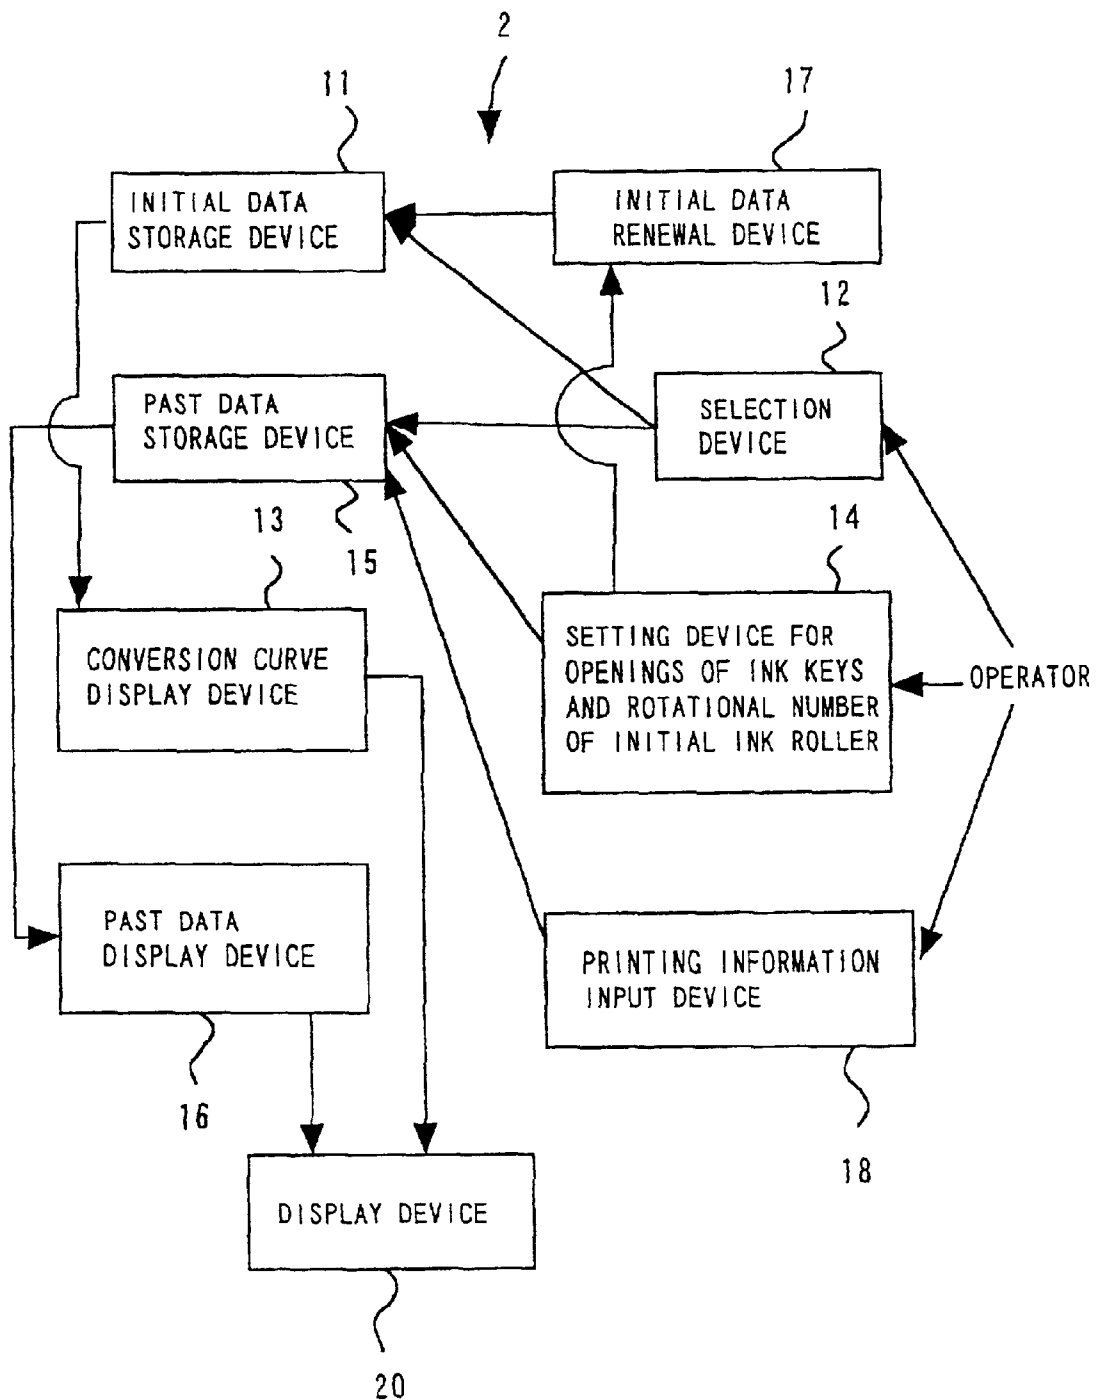 2
11
17
INITIAL DATA
STORAGE DEVICE
INITIAL DATA
RENEWAL DEVICE
12
PAST DATA
STORAGE DEVICE
SELECTION
DEVICE
13
15
14
CONVERSION CURVE
DISPLAY DEVICE
SETTING DEVICE FOR
OPENINGS OF INK KEYS
AND ROTATIONAL NUMBER
OF INITIAL INK ROLLER
OPERATOR
PAST DATA
DISPLAY DEVICE
PRINTING INFORMATION
INPUT DEVICE
16
18
DISPLAY DEVICE
20